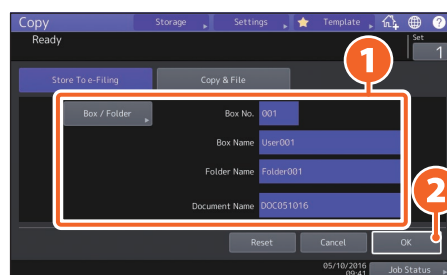 Copy Storage Settings Template
Ready Set 1
1
Store To e-Filing Copy & File
Box / Folder Box No. 001
Box Name User001
Folder Name Folder001
Document Name DOC051016
2
Reset Cancel OK
05/10/2016
09:41 Job Status